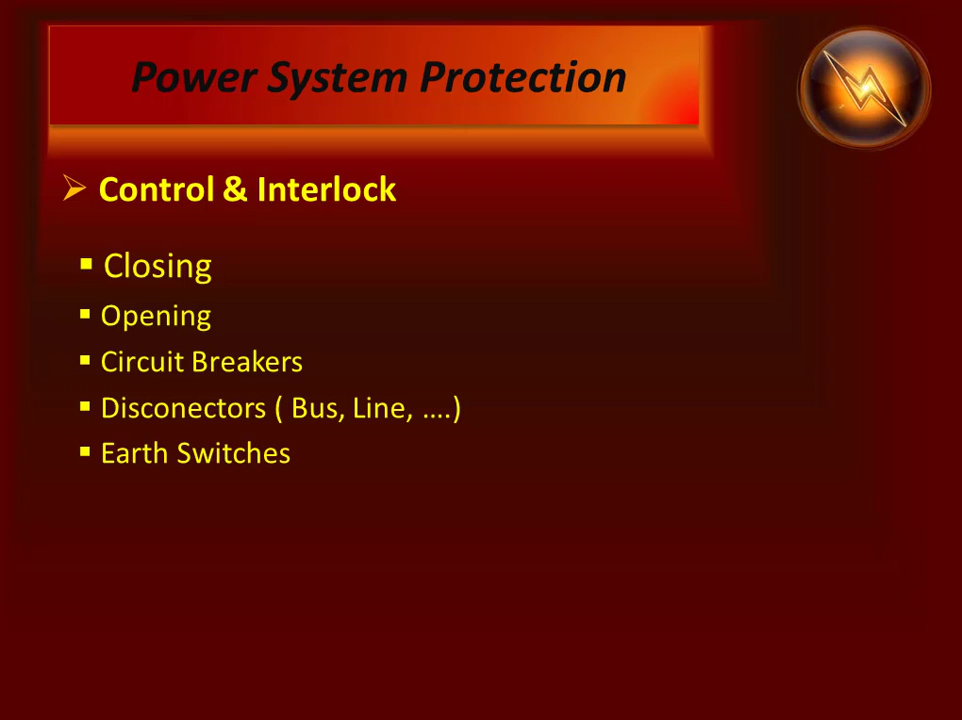 Power System Protection
➢ Control & Interlock
▪ Closing
▪ Opening
▪ Circuit Breakers
▪ Disconectors ( Bus, Line, ....)
▪ Earth Switches